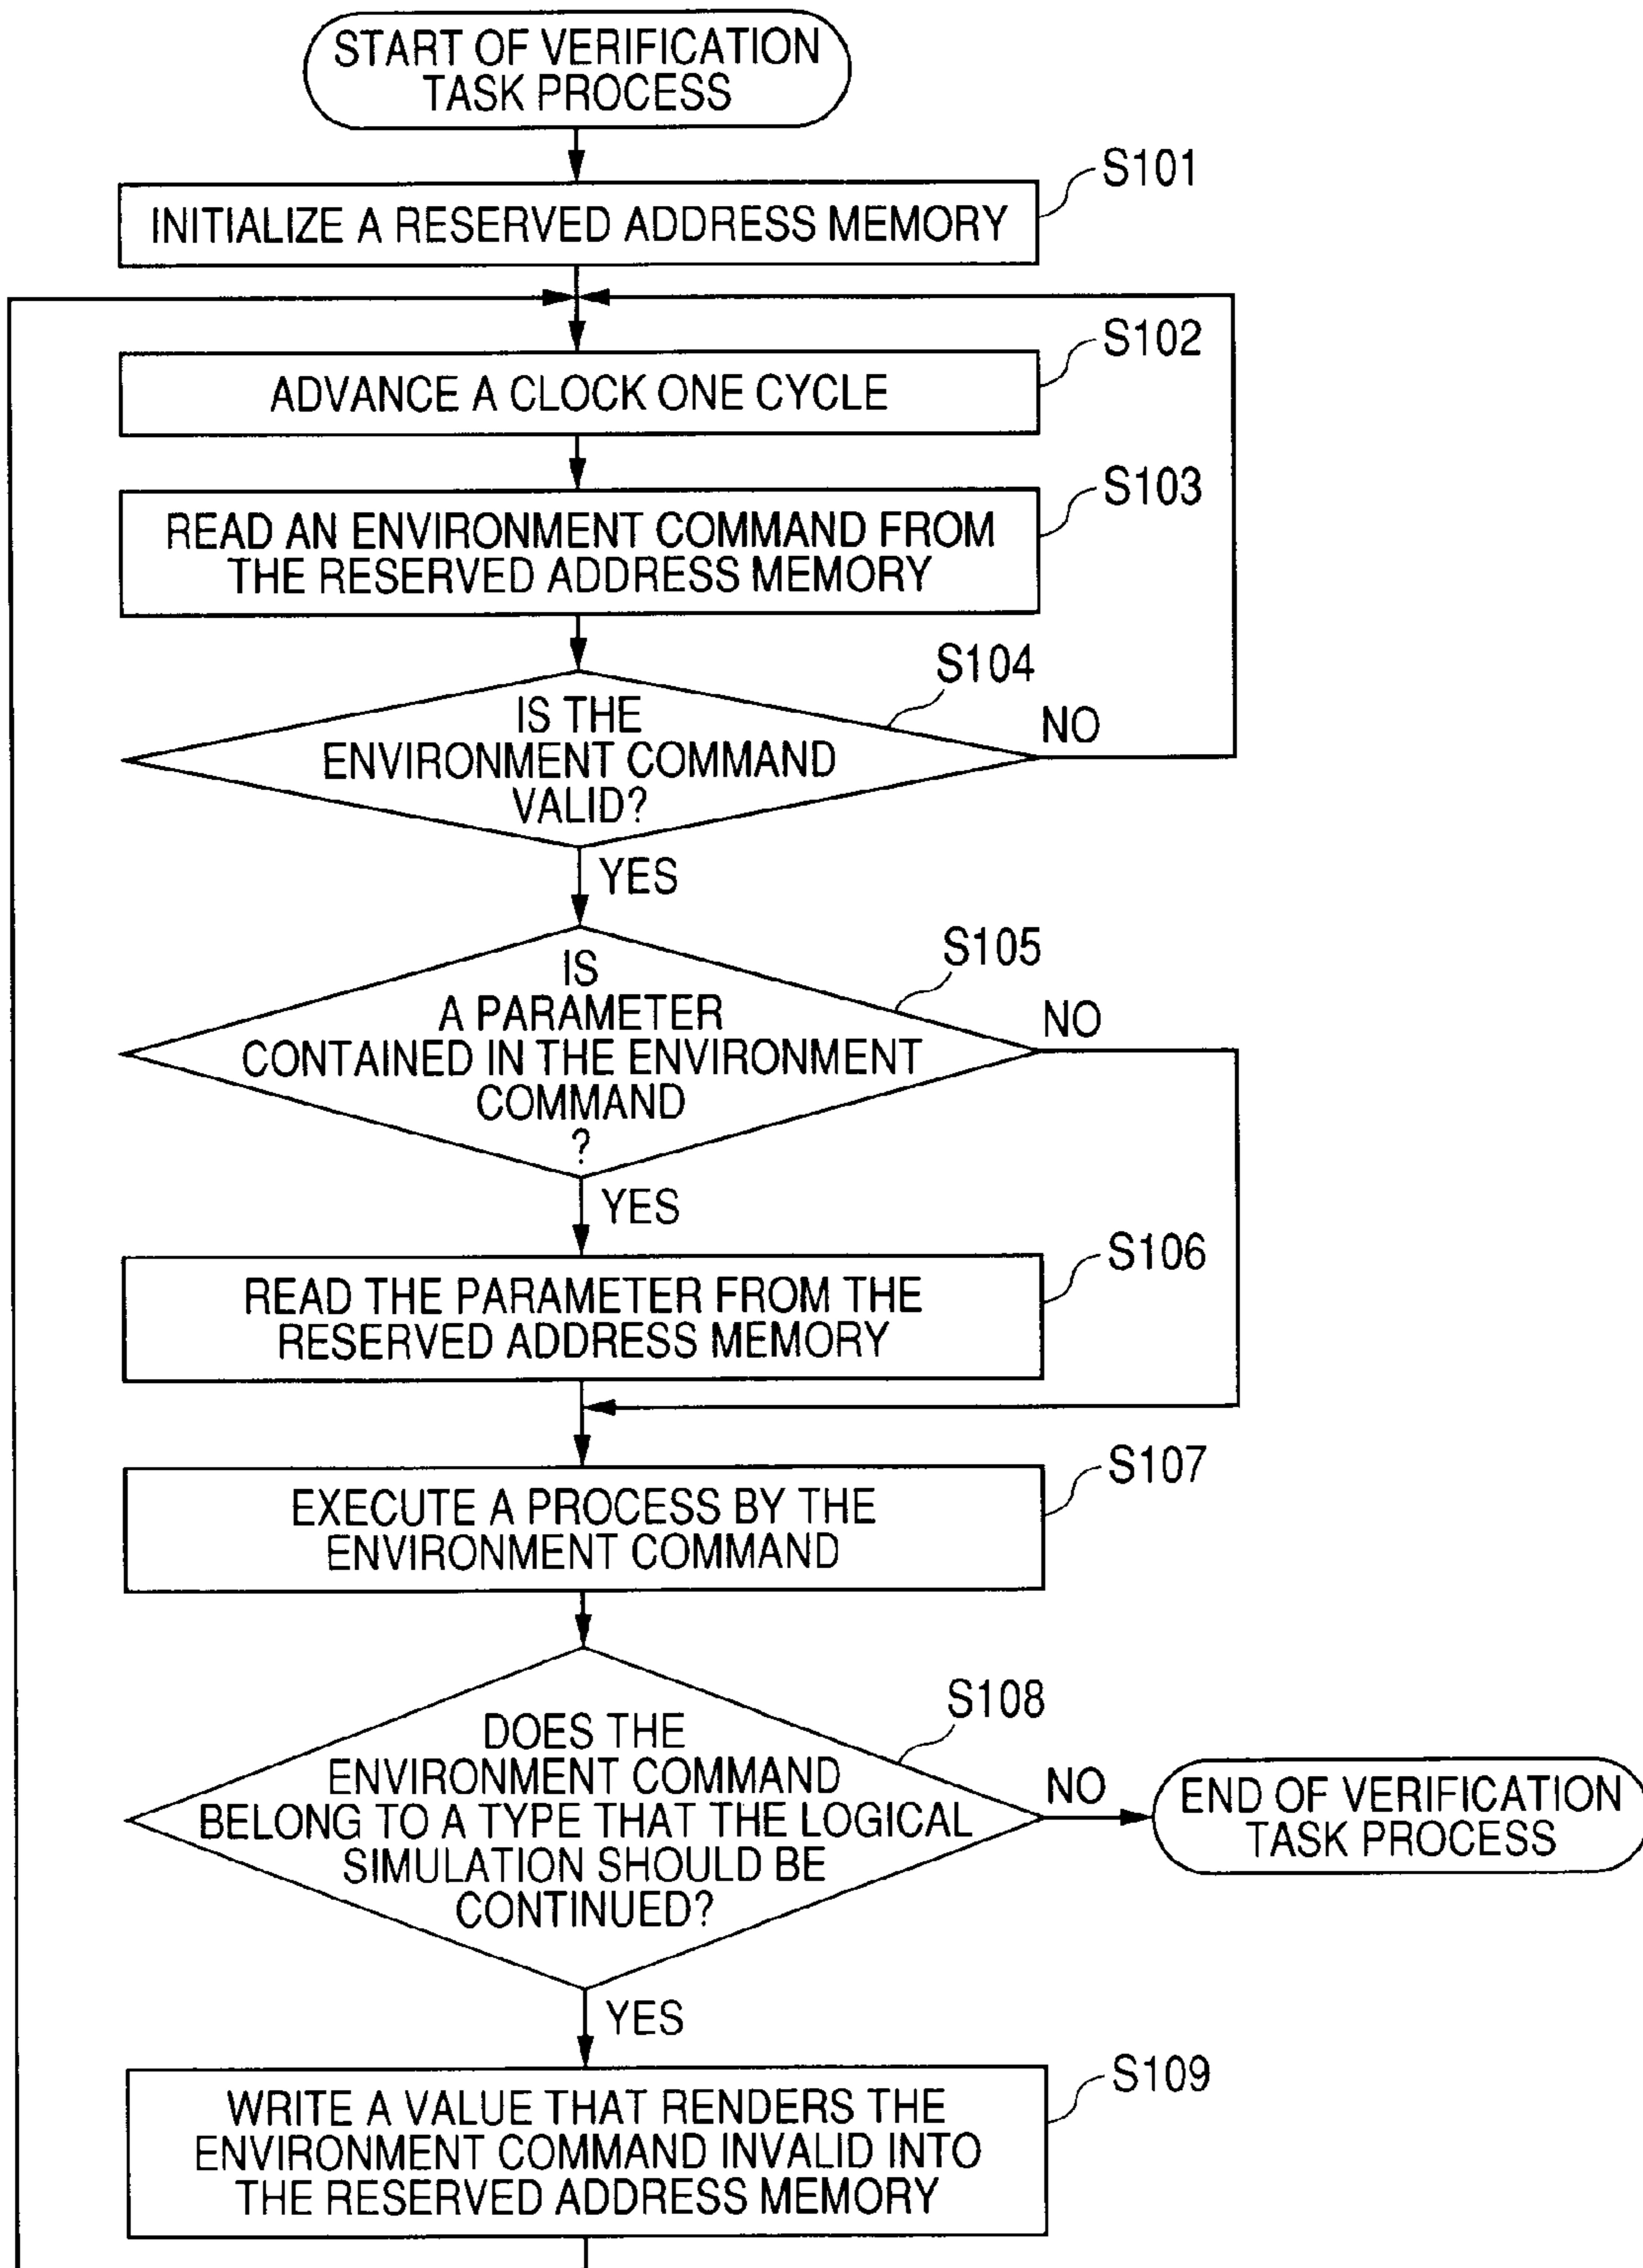 START OF VERIFICATION
TASK PROCESS
S101
INITIALIZE A RESERVED ADDRESS MEMORY
S102
ADVANCE A CLOCK ONE CYCLE
S103
READ AN ENVIRONMENT COMMAND FROM
THE RESERVED ADDRESS MEMORY
S104
IS THE
ENVIRONMENT COMMAND
VALID?
NO
YES
S105
IS
A PARAMETER
CONTAINED IN THE ENVIRONMENT
COMMAND
?
NO
YES
S106
READ THE PARAMETER FROM THE
RESERVED ADDRESS MEMORY
S107
EXECUTE A PROCESS BY THE
ENVIRONMENT COMMAND
S108
DOES THE
ENVIRONMENT COMMAND
BELONG TO A TYPE THAT THE LOGICAL
SIMULATION SHOULD BE
CONTINUED?
NO
END OF VERIFICATION
TASK PROCESS
YES
S109
WRITE A VALUE THAT RENDERS THE
ENVIRONMENT COMMAND INVALID INTO
THE RESERVED ADDRESS MEMORY